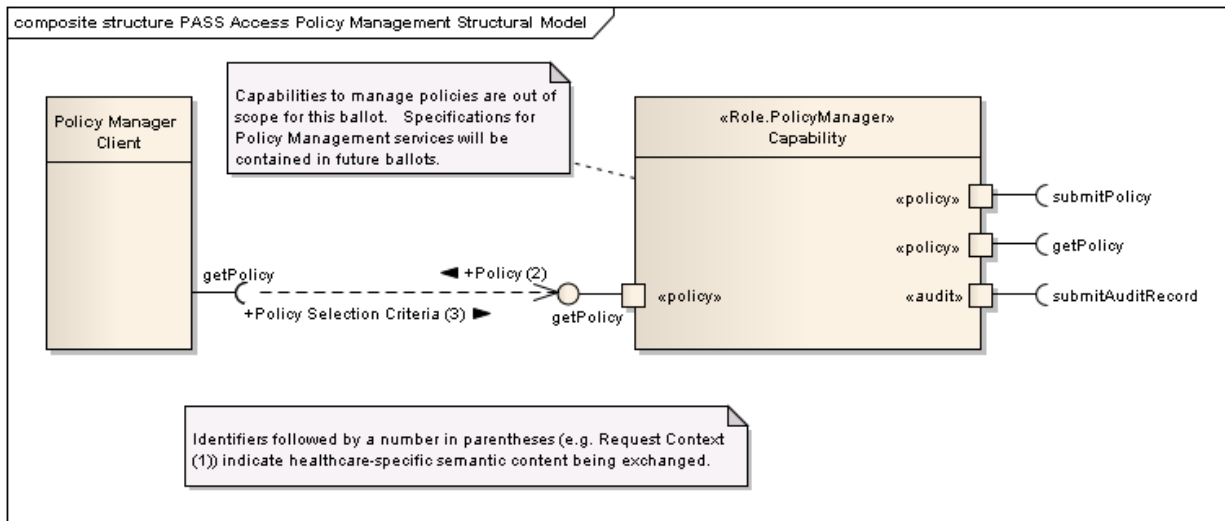 composite structure PASS Access Policy Management Structural Model
Capabilities to manage policies are out of
scope for this ballot.   Specifications for
Policy Management services will be
contained in future ballots.
Policy Manager
Client
«Role.PolicyManager»
Capability
«policy»
submitPolicy
«policy»
getPolicy
«audit»
submitAuditRecord
getPolicy
+Policy (2)
+Policy Selection Criteria (3)
getPolicy
«policy»
Identifiers followed by a number in parentheses (e.g. Request Context
(1)) indicate healthcare-specific semantic content being exchanged.